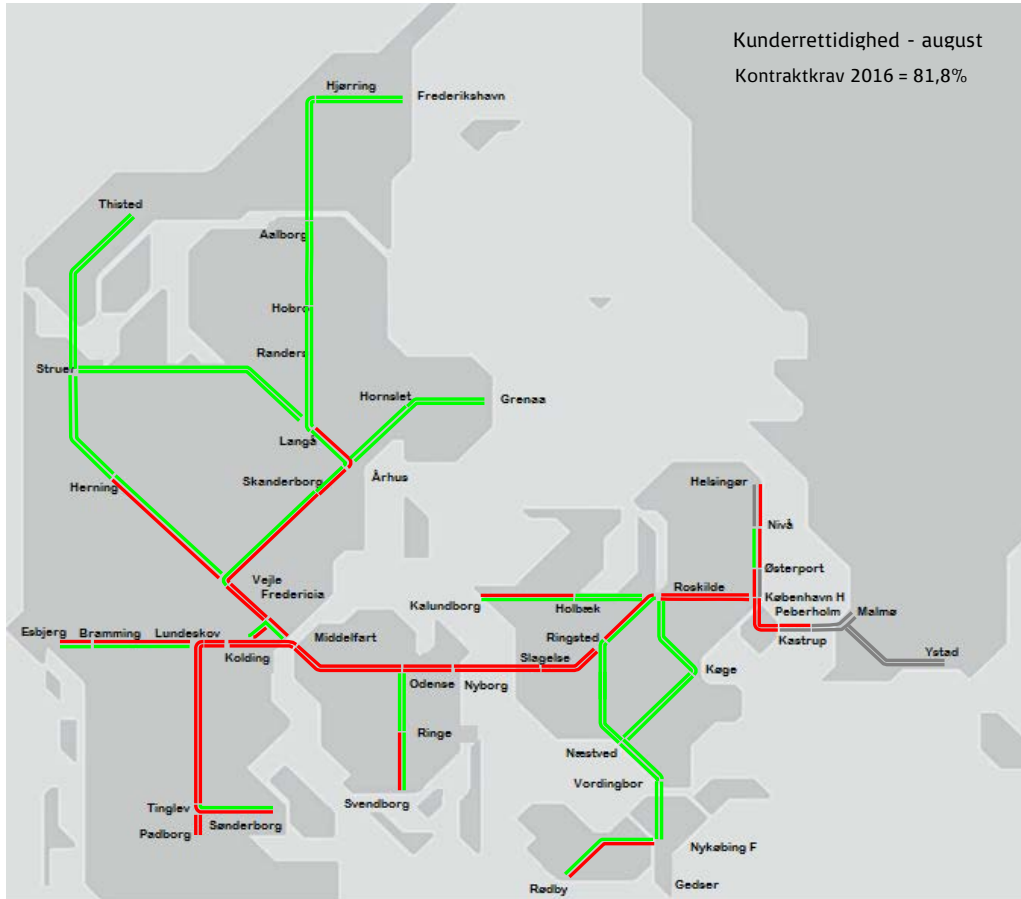 Kunderrettidighed - august
Kontraktkrav 2016 = 81,8%
Hjørring
Frederikshavn
Thisted
Aalborg
Hobro
Randers
Struer
Hornslet
Grenaa
Langå
Århus
Skanderborg
Herning
Helsingør
Nivå
Østerport
Vejle
Roskilde
København H
Fredericia
Kalundborg
Holbæk
Peberholm
Malmø
Esbjerg
Bramming
Lundeskov
Middelfart
Ringsted
Kastrup
Kolding
Slagelse
Ystad
Odense
Nyborg
Køge
Ringe
Næstved
Vordingbor
Tinglev
Svendborg
Sønderborg
Padborg
Nykøbing F
Rødby
Gedser